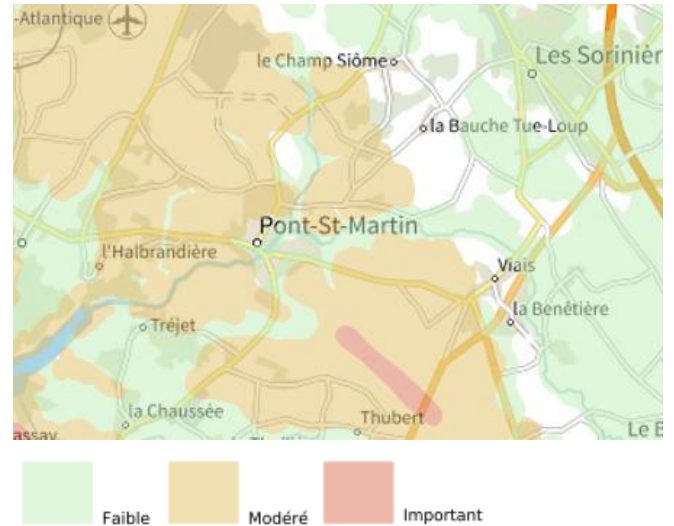 -Atlantique
le Champ Siôme
Les Sorinièr
la Bauche Tue-Loup
Pont-St-Martin
l'Halbrandière
Viais
la Benêtière
Tréjet
la Chaussée
Thubert
assay
Le B
Faible Modéré Important